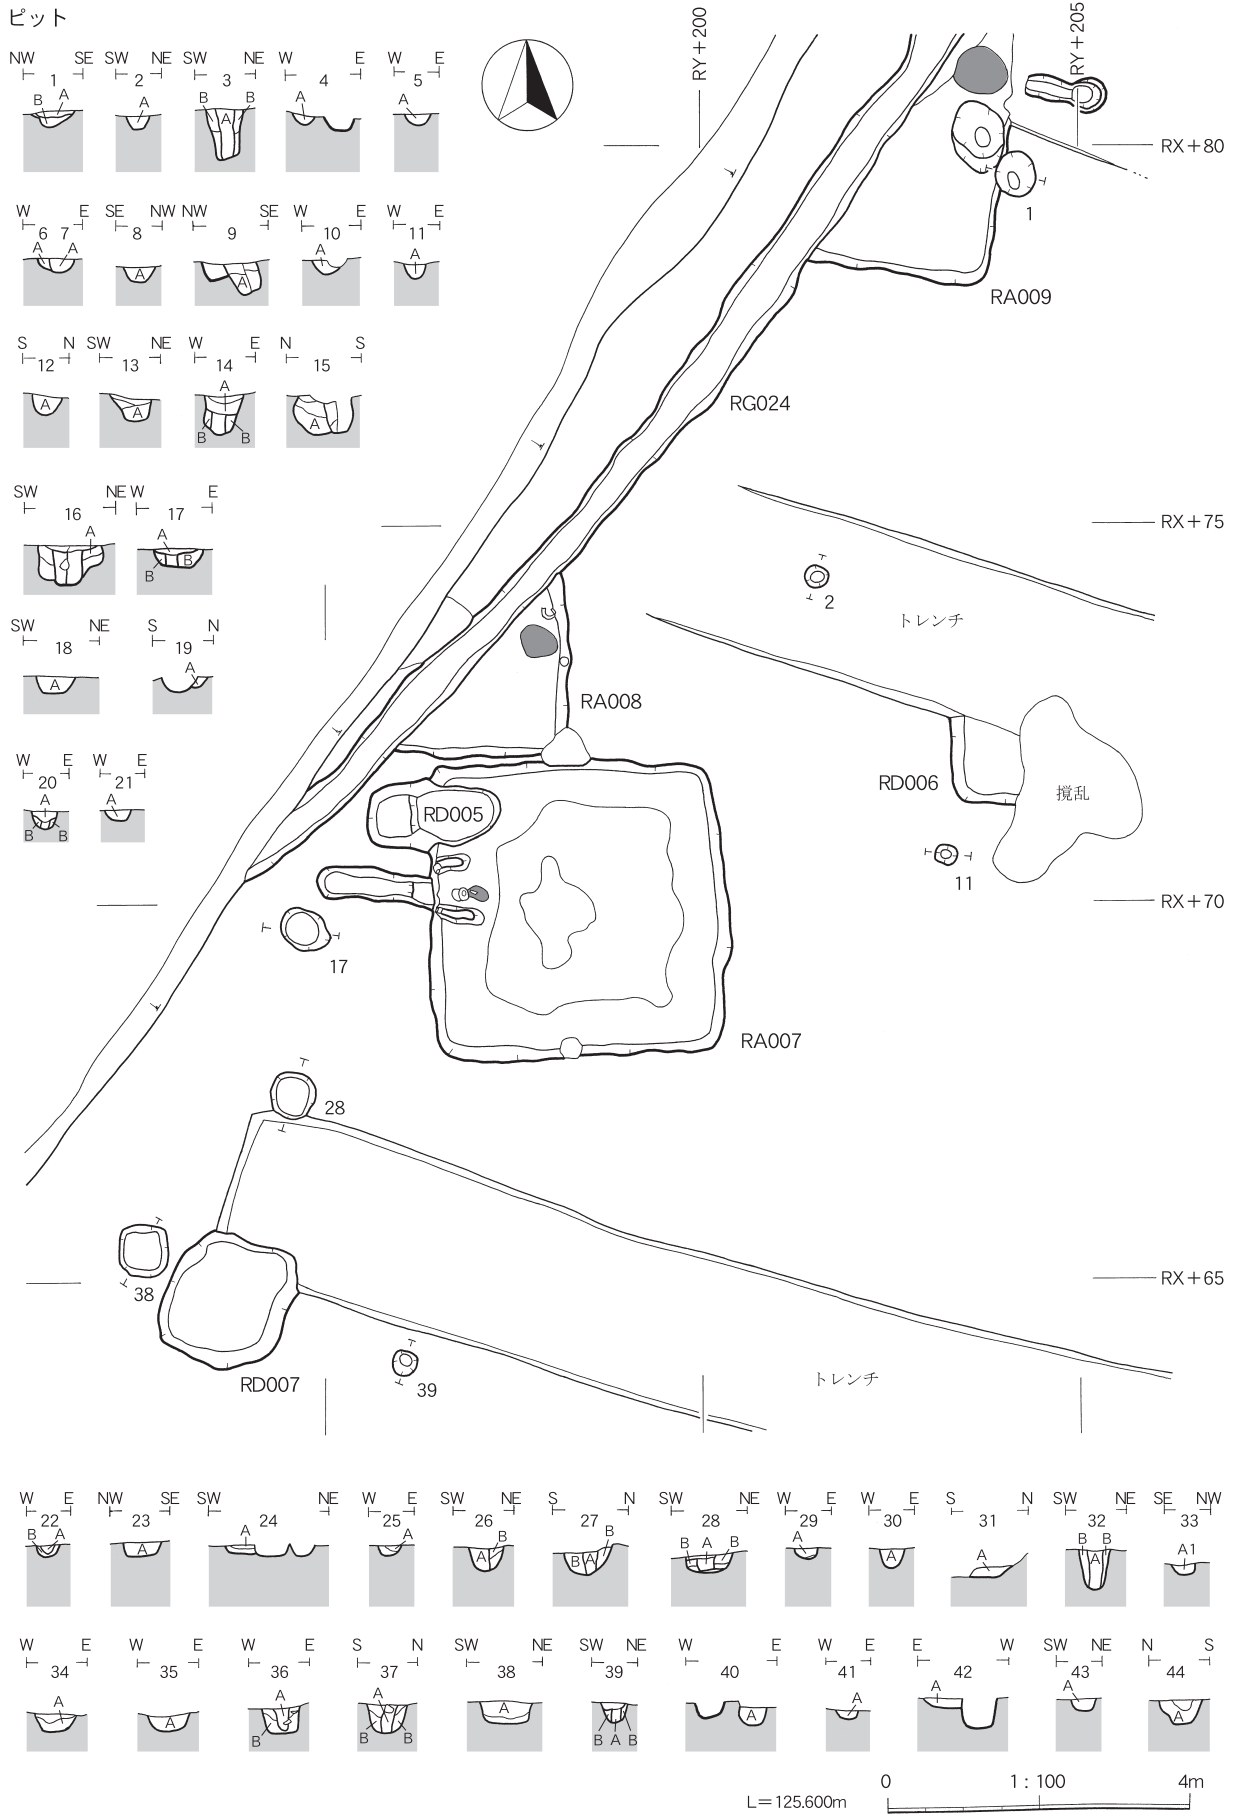 ピット
NW SE SW NE SW NE W E W E
1 2 3 4 5
B A A B A B A A
W E SE NW NW SE W E W E
6 7 8 9 10 11
A A A A A A
S N SW NE W E N S
12 13 14 15
A A A B B A
SW NE W E
16 17
A A B B
SW NE S N
18 19
A A
W E W E
20 21
A B B A
RY+200
RY+205
RX+80
1
RA009
RG024
RX+75
2
トレンチ
RA008
RD006
撹乱
RD005
11
RX+70
17
RA007
28
RX+65
38
RD007
39
トレンチ
W E NW SE SW NE W E SW NE S N SW NE W E W E S N SW NE SE NW
22 23 24 25 26 27 28 29 30 31 32 33
B A A A A A B B A B B A B A A A B A B A1
W E W E W E S N SW NE SW NE W E W E E W SW NE N S
34 35 36 37 38 39 40 41 42 43 44
A A A B A B B A B A B A A A A A
0 1:100 4m
L=125.600m